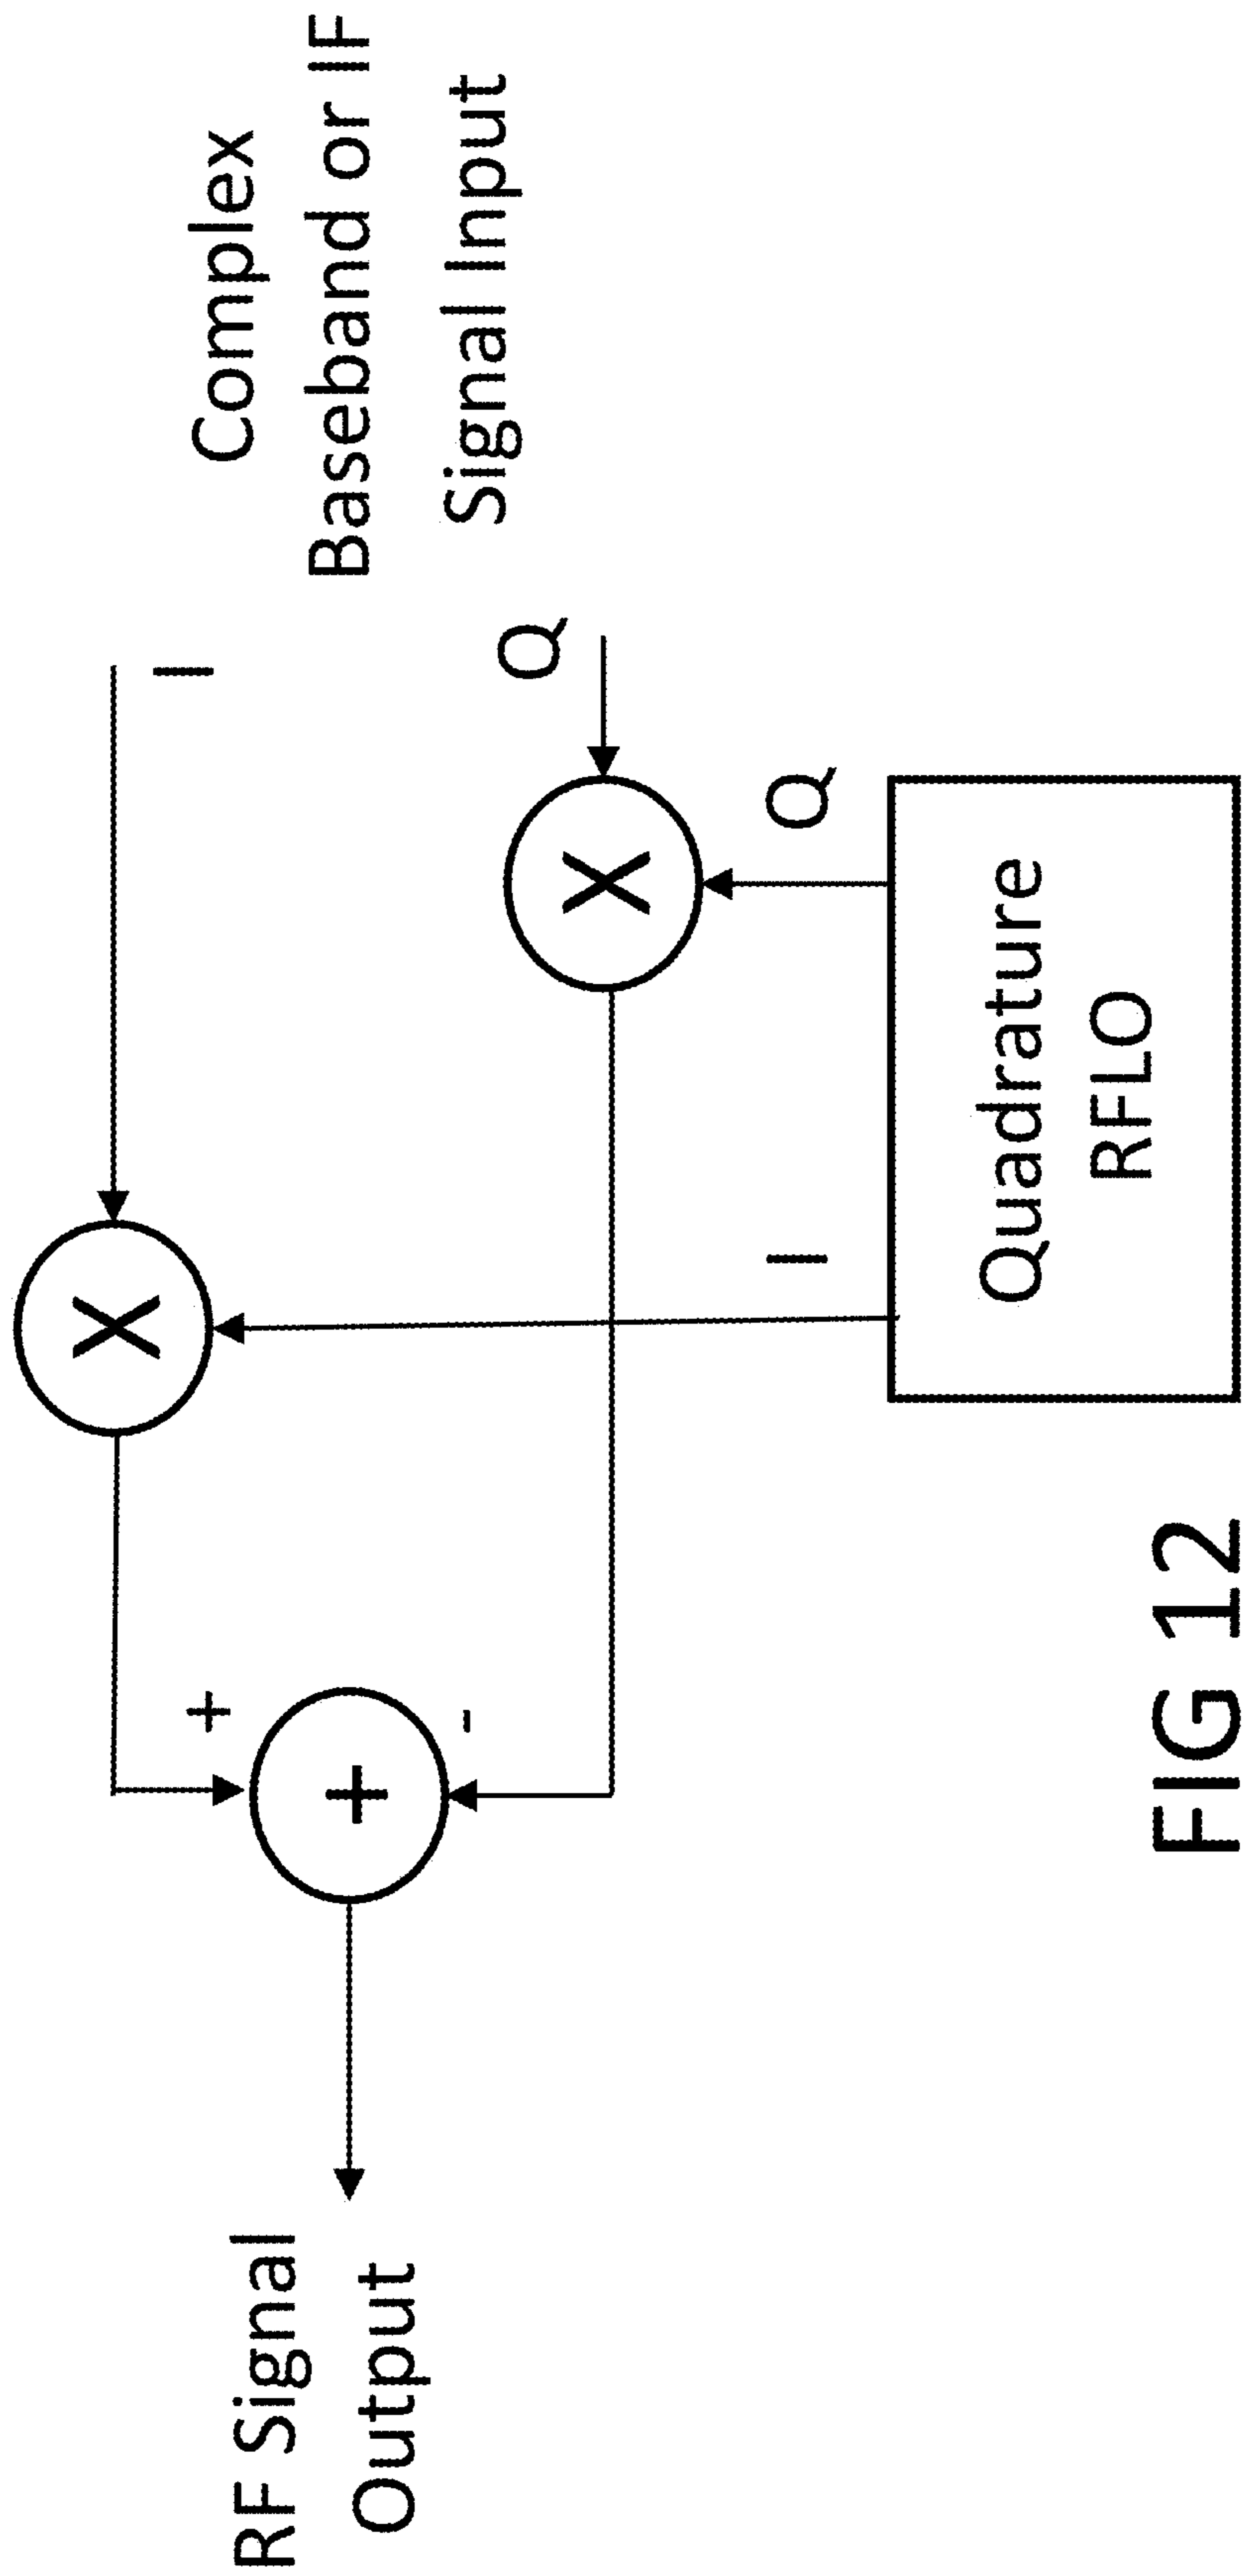 Complex
Baseband or IF
Signal Input
I
Q
X
X
Q
I
Quadrature
RFLO
+
-
+
RF Signal
Output
FIG 12